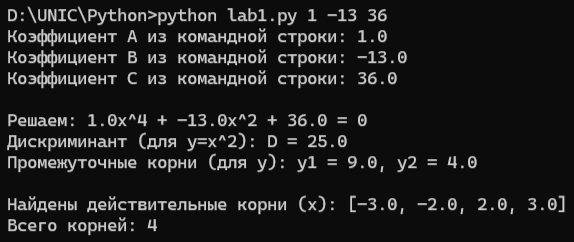 D:\UNIC\Python>python lab1.py 1 -13 36
Коэффициент A из командной строки: 1.0
Коэффициент B из командной строки: -13.0
Коэффициент C из командной строки: 36.0
Решаем: 1.0x^4 + -13.0x^2 + 36.0 = 0
Дискриминант (для y=x^2): D = 25.0
Промежуточные корни (для y): y1 = 9.0, y2 = 4.0
Найдены действительные корни (x): [-3.0, -2.0, 2.0, 3.0]
Всего корней: 4